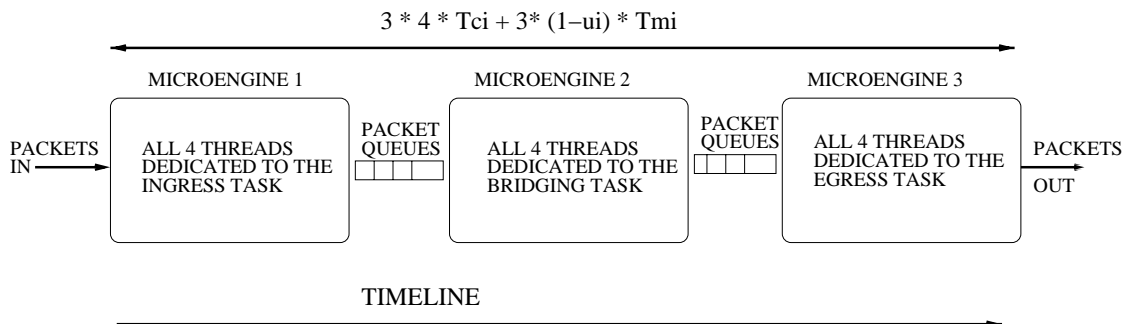 3 * 4 * Tci + 3* (1−ui) * Tmi
MICROENGINE 1
MICROENGINE 2
MICROENGINE 3
PACKETS
IN
ALL 4 THREADS
DEDICATED TO THE
INGRESS TASK
PACKET
QUEUES
ALL 4 THREADS
DEDICATED TO THE
BRIDGING TASK
PACKET
QUEUES
ALL 4 THREADS
DEDICATED TO THE
EGRESS TASK
PACKETS
OUT
TIMELINE